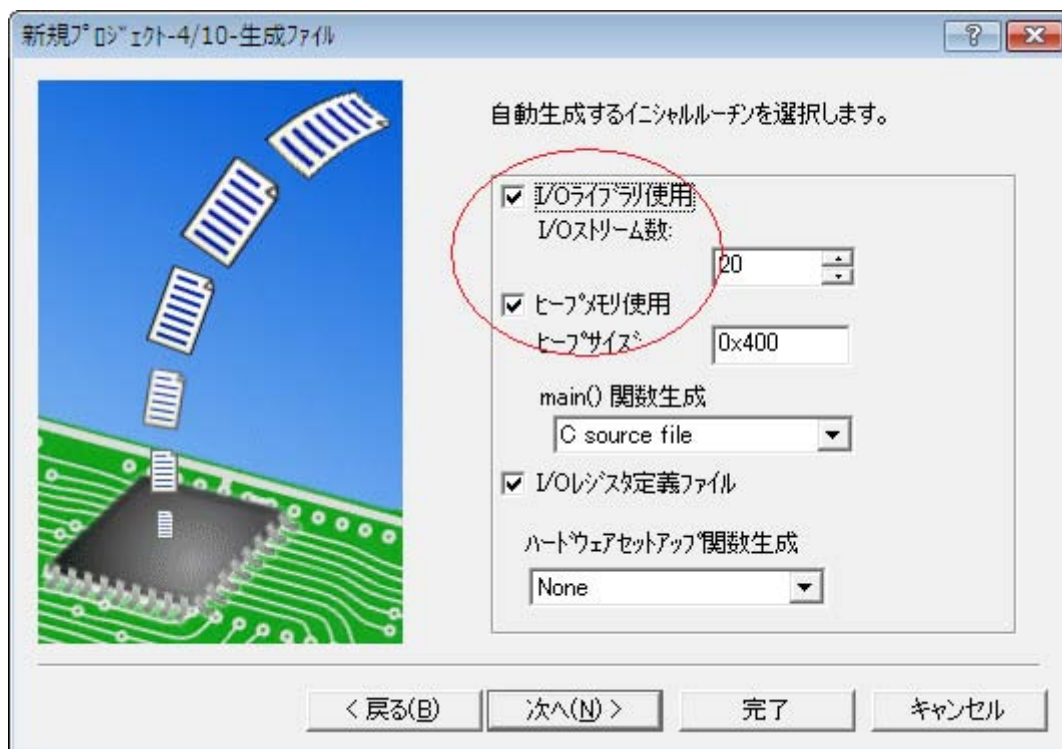 新規ﾌﾟﾛｼﾞｪｸﾄ-4/10-生成ﾌｧｲﾙ
自動生成するｲﾆｼｬﾙﾙｰﾁﾝを選択します。
I/Oﾗｲﾌﾞﾗﾘ使用
I/Oｽﾄﾘｰﾑ数:
20
ﾋｰﾌﾟﾒﾓﾘ使用
ﾋｰﾌﾟｻｲｽﾞ:
0x400
main() 関数生成
C source file
I/Oﾚｼﾞｽﾀ定義ﾌｧｲﾙ
ﾊｰﾄﾞｳｪｱｾｯﾄｱｯﾌﾟ関数生成
None
< 戻る(B)
次へ(N) >
完了
ｷｬﾝｾﾙ